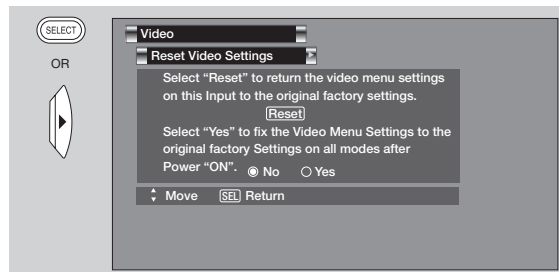 SELECT
OR
Video
Reset Video Settings
Select “Reset” to return the video menu settings
on this Input to the original factory settings.
Reset
Select “Yes” to fix the Video Menu Settings to the
original factory Settings on all modes after
Power “ON”. No Yes
Move SEL Return